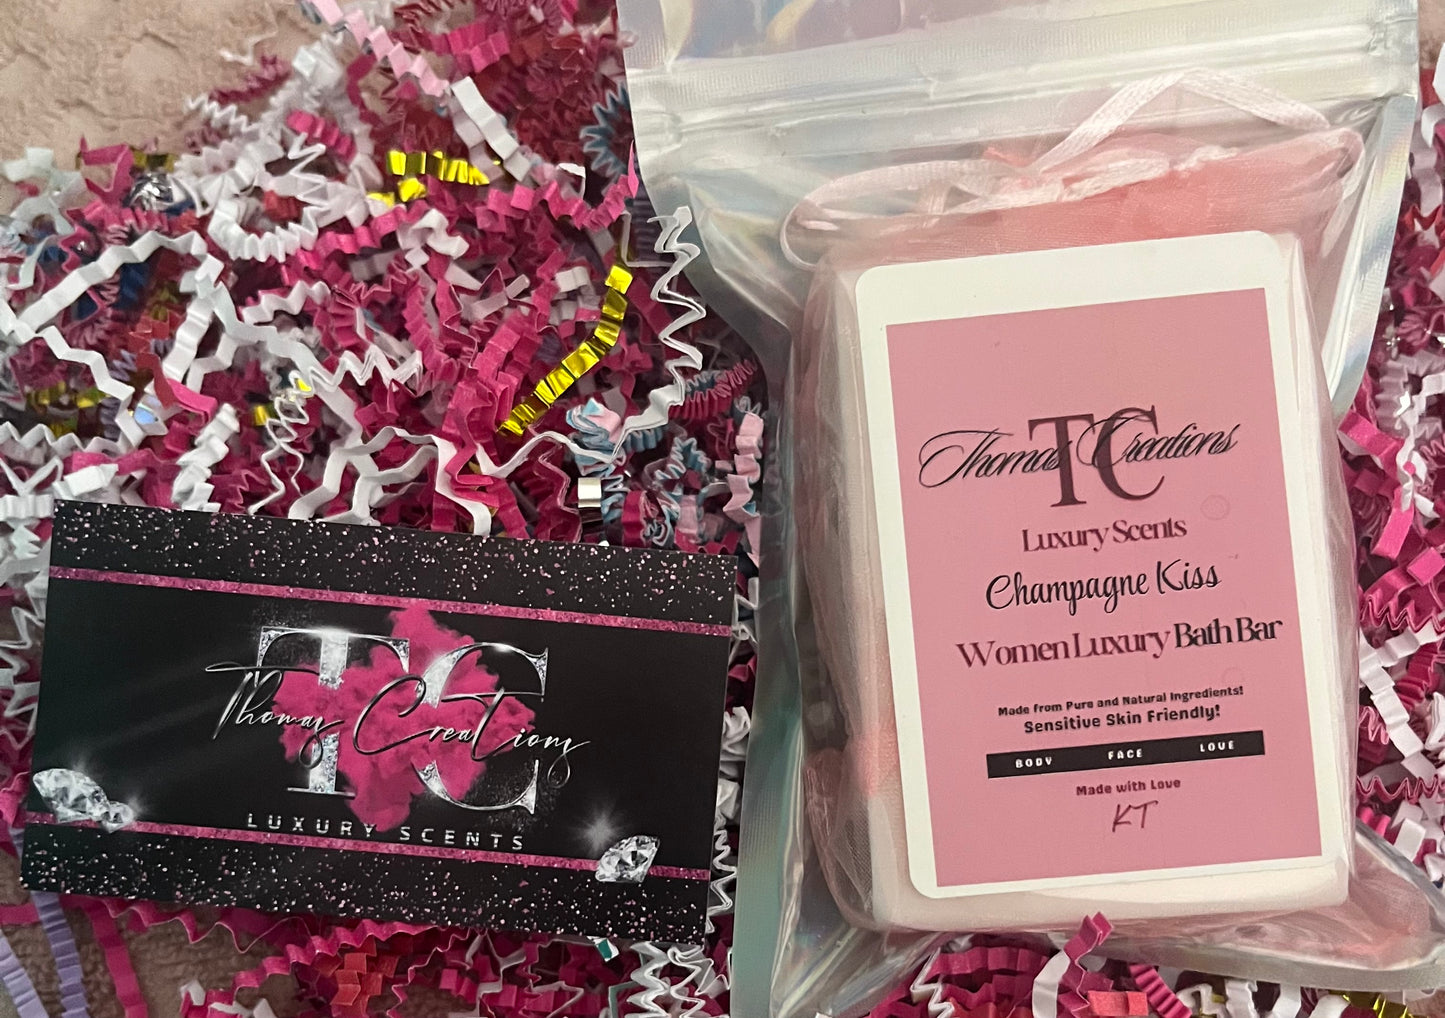 TC
Thomas Creations
LUXURY SCENTS
TC
Thomas Creations
Luxury Scents
Champagne Kiss
Women Luxury Bath Bar
Made from Pure and Natural Ingredients!
Sensitive Skin Friendly!
BODY FACE LOVE
Made with Love
KT